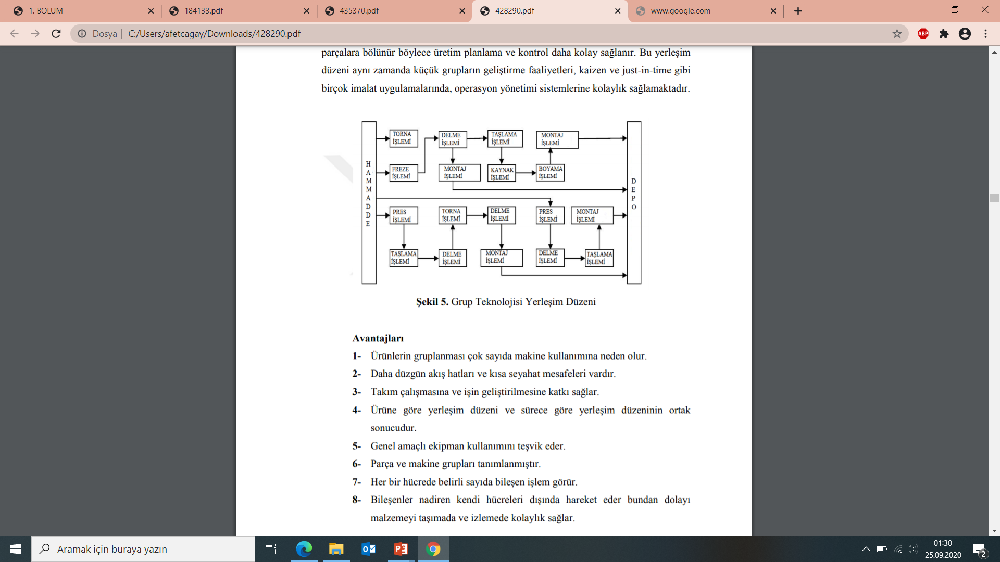 1. BÖLÜM
184133.pdf
435370.pdf
428290.pdf
www.google.com
Dosya
C:/Users/afetcagay/Downloads/428290.pdf
ABP
parçalara bölünür böylece üretim planlama ve kontrol daha kolay sağlanır. Bu yerleşim
düzeni aynı zamanda küçük grupların geliştirme faaliyetleri, kaizen ve just-in-time gibi
birçok imalat uygulamalarında, operasyon yönetimi sistemlerine kolaylık sağlamaktadır.
HAMMADDE
TORNA
İŞLEMİ
DELME
İŞLEMİ
TAŞLAMA
İŞLEMİ
MONTAJ
İŞLEMİ
FREZE
İŞLEMİ
MONTAJ
İŞLEMİ
KAYNAK
İŞLEMİ
BOYAMA
İŞLEMİ
DEPO
PRES
İŞLEMİ
TORNA
İŞLEMİ
DELME
İŞLEMİ
PRES
İŞLEMİ
MONTAJ
İŞLEMİ
TAŞLAMA
İŞLEMİ
DELME
İŞLEMİ
MONTAJ
İŞLEMİ
DELME
İŞLEMİ
TAŞLAMA
İŞLEMİ
Şekil 5. Grup Teknolojisi Yerleşim Düzeni
Avantajları
1- Ürünlerin gruplanması çok sayıda makine kullanımına neden olur.
2- Daha düzgün akış hatları ve kısa seyahat mesafeleri vardır.
3- Takım çalışmasına ve işin geliştirilmesine katkı sağlar.
4- Ürüne göre yerleşim düzeni ve sürece göre yerleşim düzeninin ortak
sonucudur.
5- Genel amaçlı ekipman kullanımını teşvik eder.
6- Parça ve makine grupları tanımlanmıştır.
7- Her bir hücrede belirli sayıda bileşen işlem görür.
8- Bileşenler nadiren kendi hücreleri dışında hareket eder bundan dolayı
malzemeyi taşımada ve izlemede kolaylık sağlar.
Aramak için buraya yazın
01:30
25.09.2020
2